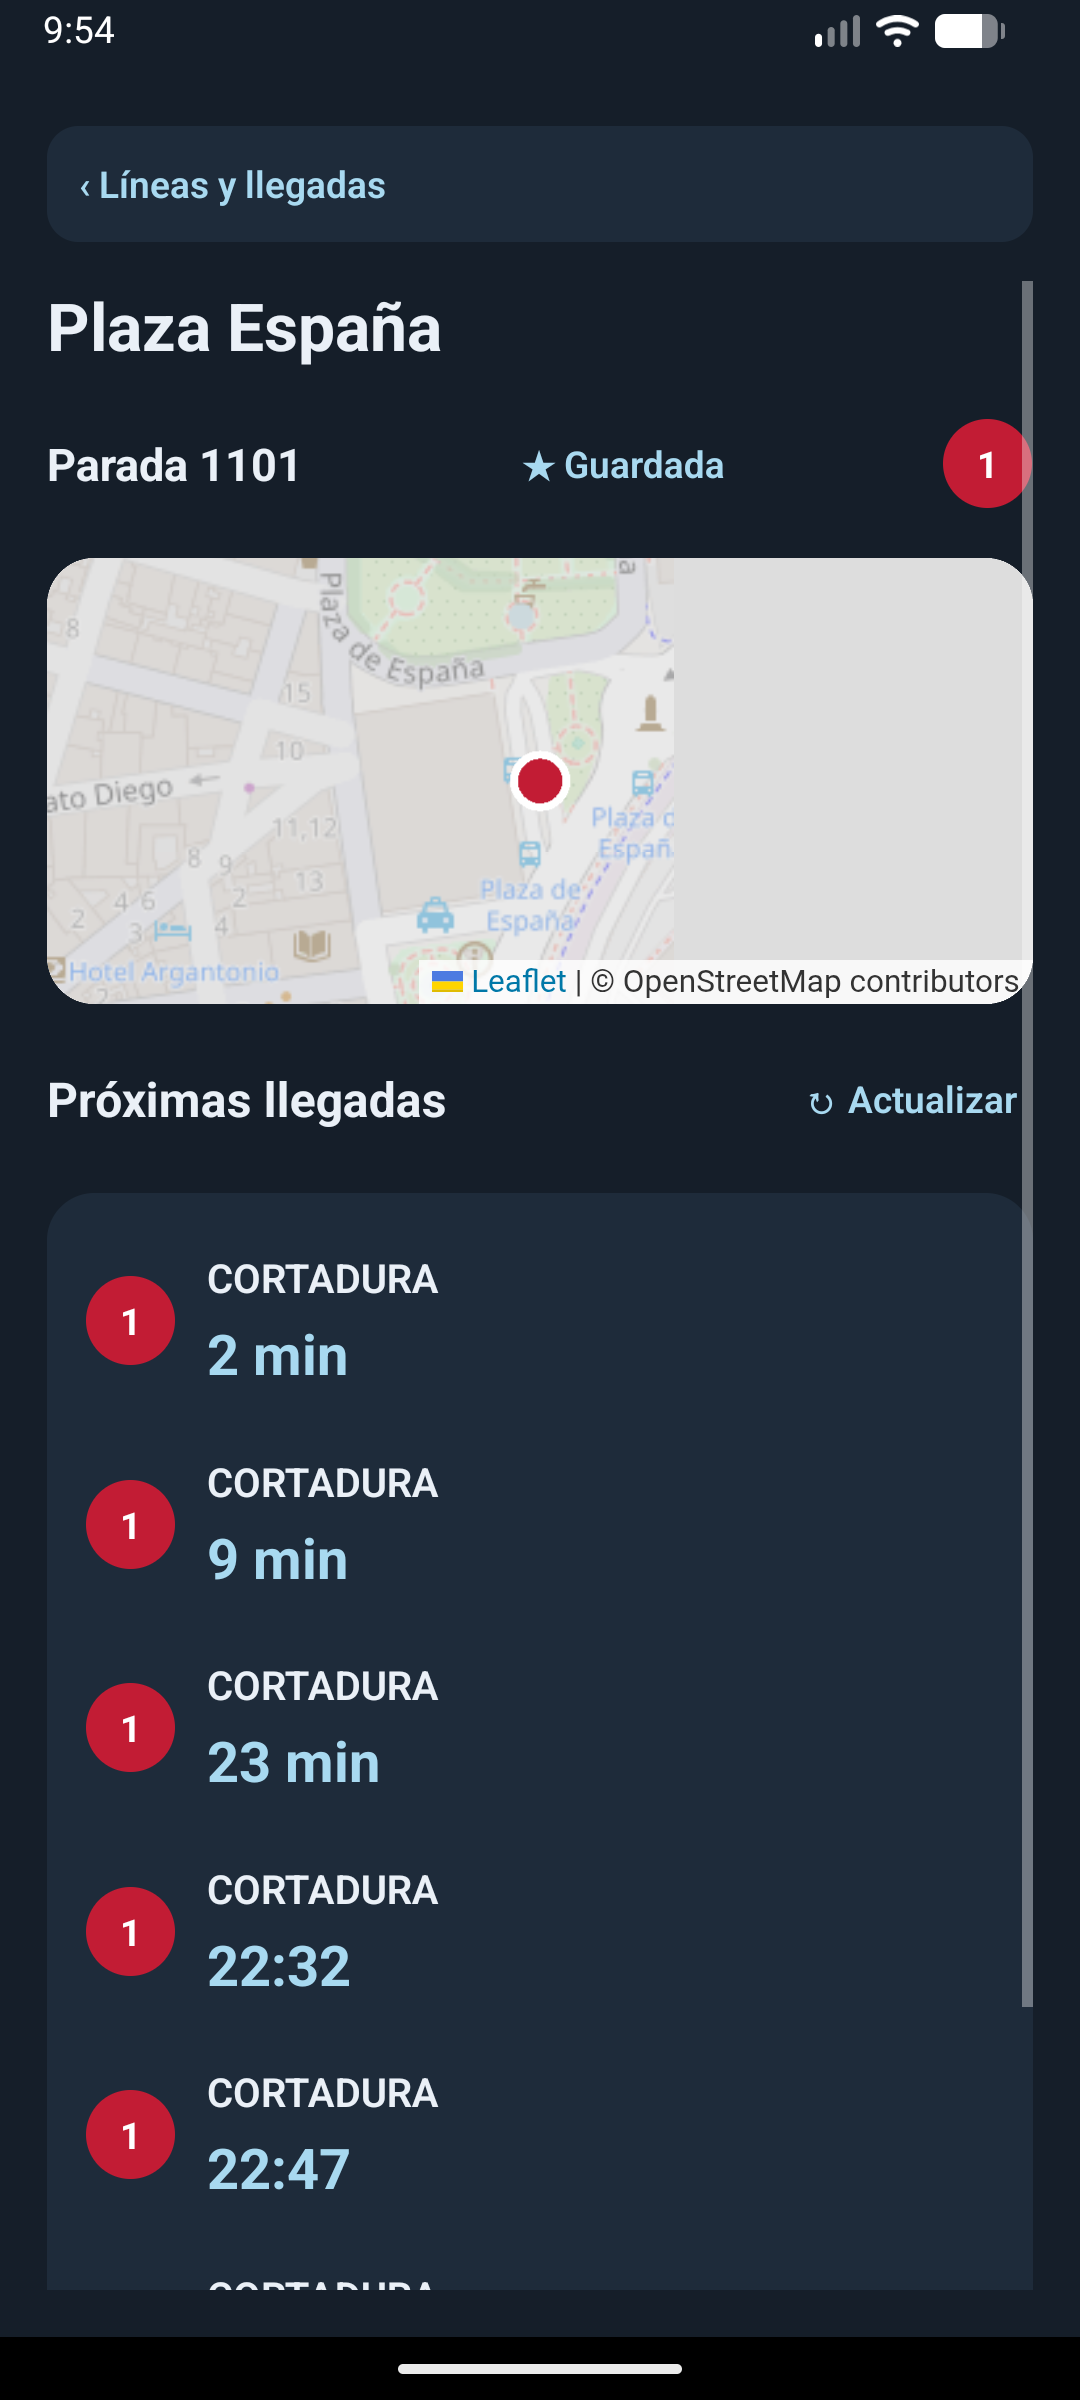 9:54
‹ Líneas y llegadas
Plaza España
Parada 1101
★ Guardada
1
Plaza de España
8
15
10
ato Diego
11,12
8
9
13
2
4
4 6
2
3
Plaza de
España
Hotel Argantonio
2
Leaflet | © OpenStreetMap contributors
Próximas llegadas
↻ Actualizar
CORTADURA
1
2 min
CORTADURA
1
9 min
CORTADURA
1
23 min
CORTADURA
1
22:32
CORTADURA
1
22:47
CORTADURA